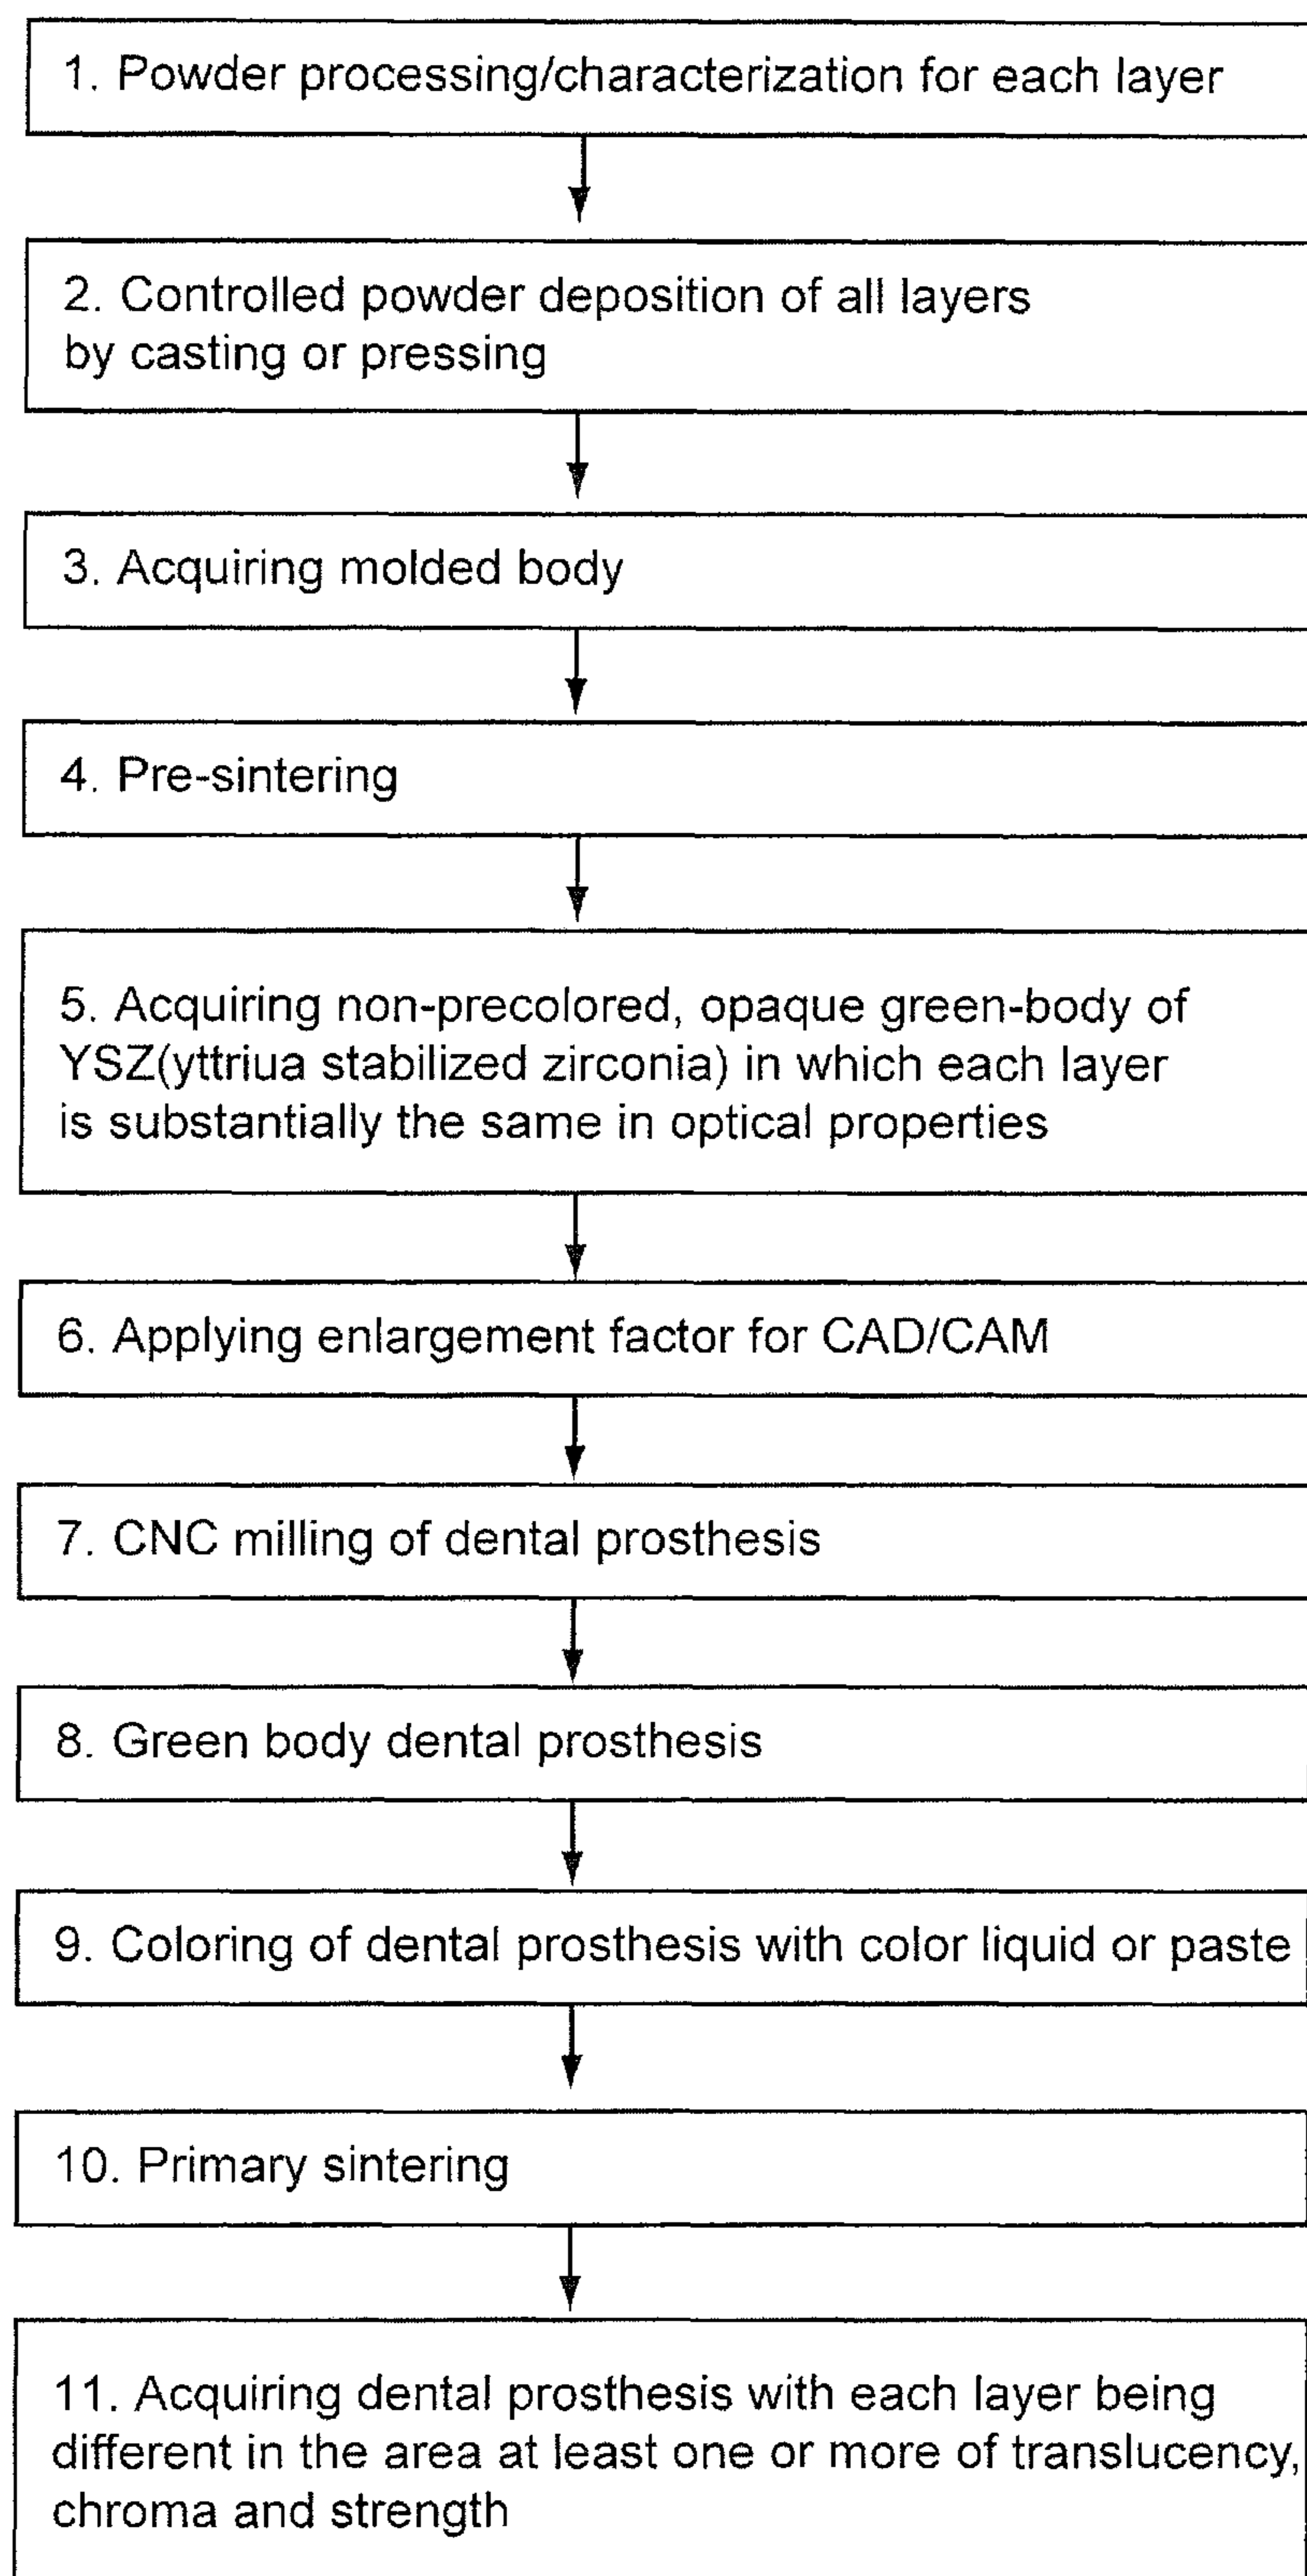 1. Powder processing/characterization for each layer
2. Controlled powder deposition of all layers
by casting or pressing
3. Acquiring molded body
4. Pre-sintering
5. Acquiring non-precolored, opaque green-body of
YSZ(yttriua stabilized zirconia) in which each layer
is substantially the same in optical properties
6. Applying enlargement factor for CAD/CAM
7. CNC milling of dental prosthesis
8. Green body dental prosthesis
9. Coloring of dental prosthesis with color liquid or paste
10. Primary sintering
11. Acquiring dental prosthesis with each layer being
different in the area at least one or more of translucency,
chroma and strength